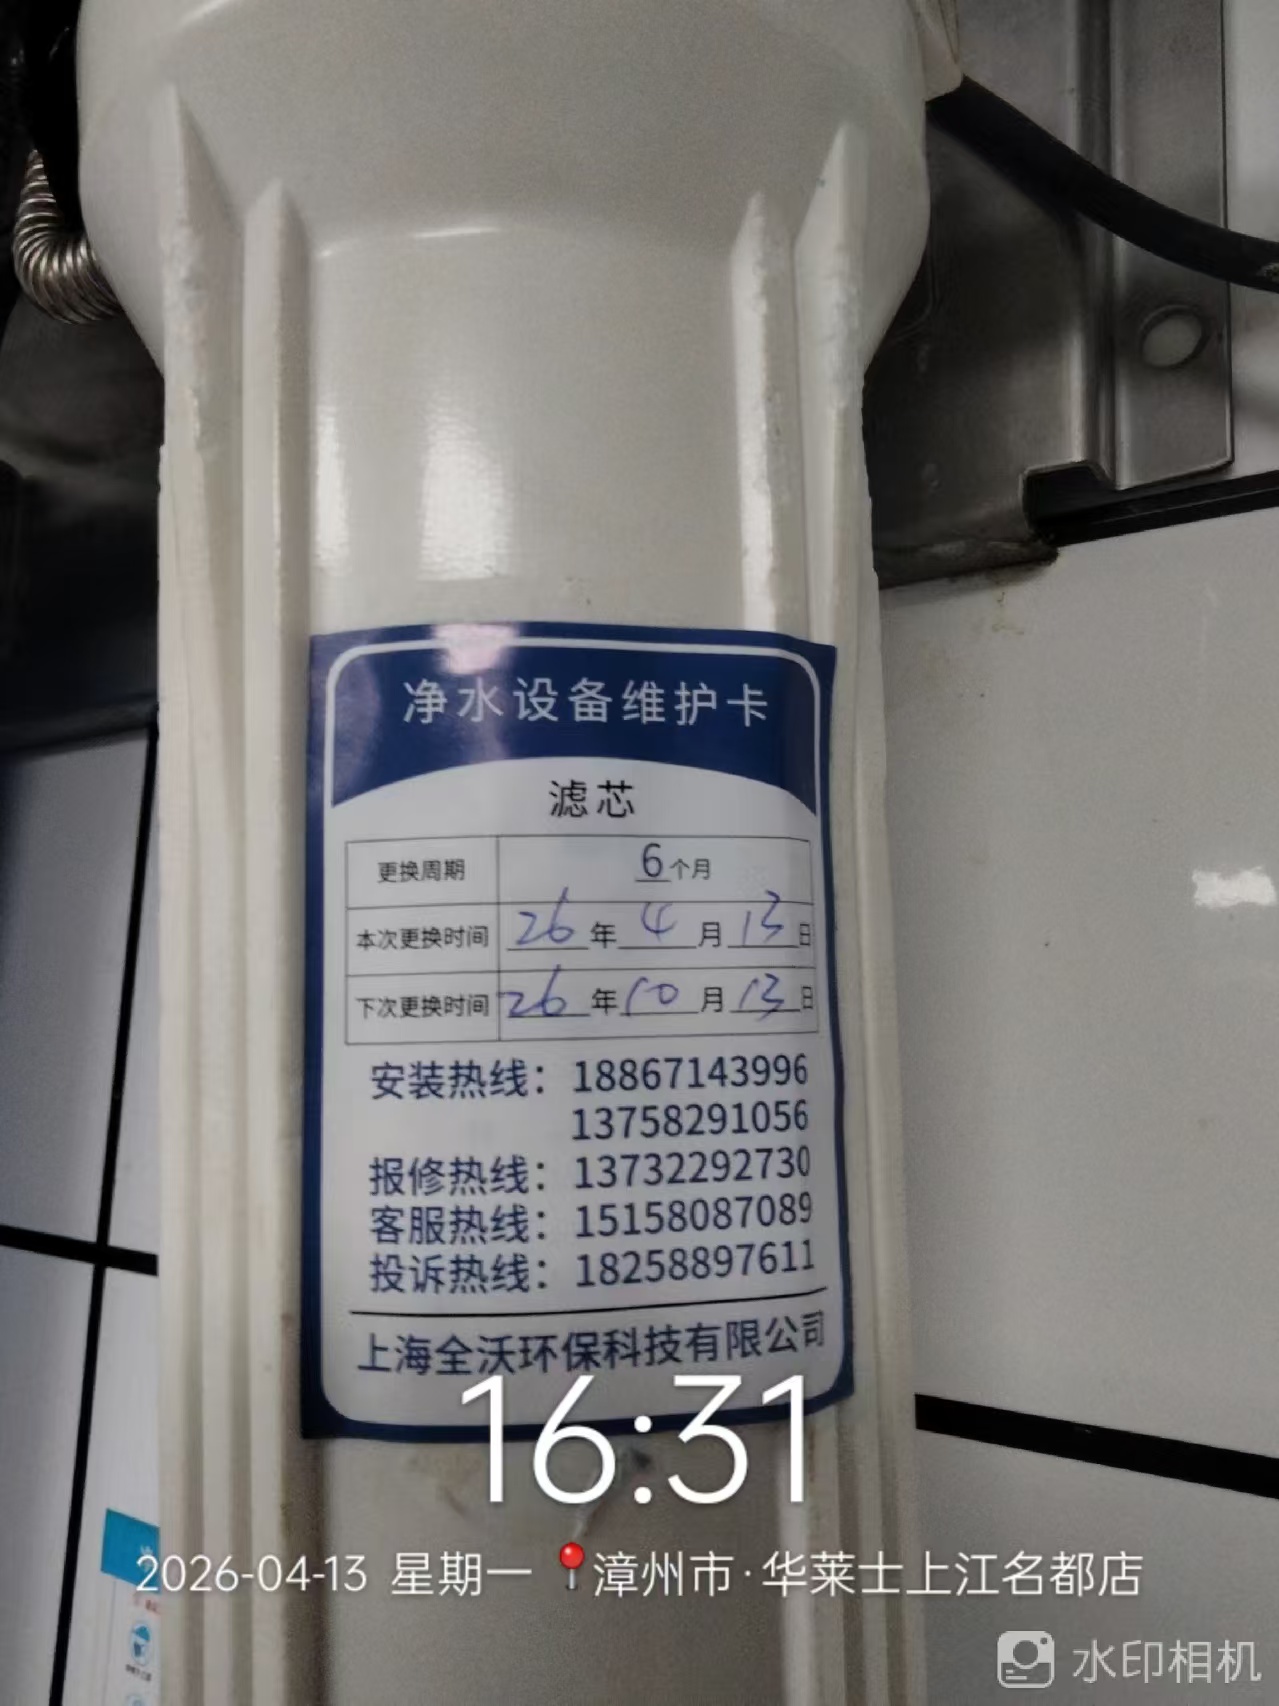 净水设备维护卡
滤芯
更换周期 6个月
本次更换时间 26年4月13日
下次更换时间 26年10月13日
安装热线：18867143996
13758291056
报修热线：13732292730
客服热线：15158087089
投诉热线：18258897611
上海全沃环保科技有限公司
16:31
2026-04-13 星期一 📍漳州市·华莱士上江名都店
水印相机